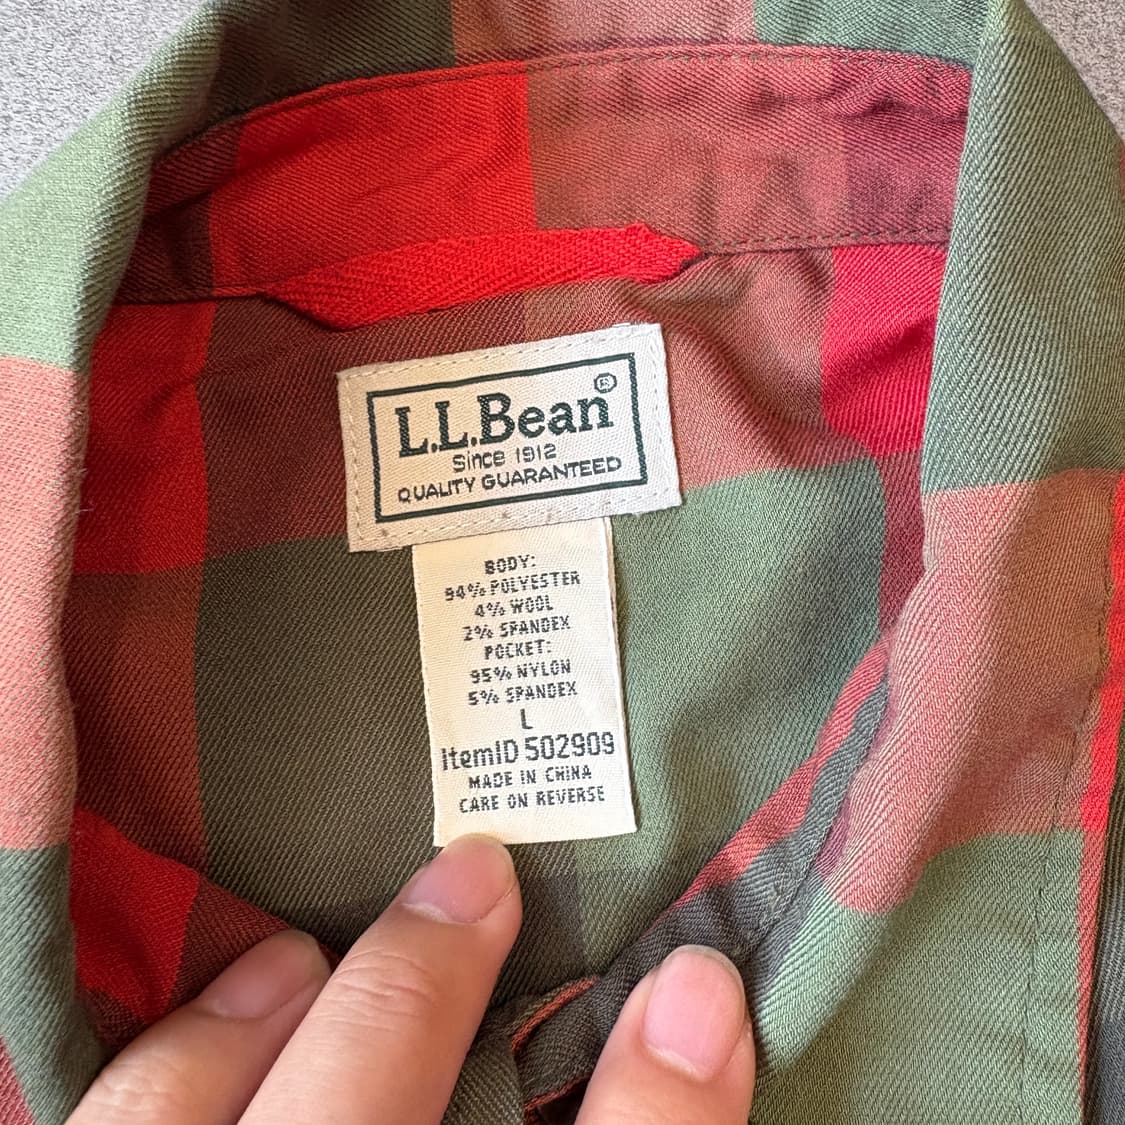 L.L.Bean®
Since 1912
QUALITY GUARANTEED
BODY:
94% POLYESTER
4% WOOL
2% SPANDEX
POCKET:
95% NYLON
5% SPANDEX
L
ItemID 502909
MADE IN CHINA
CARE ON REVERSE